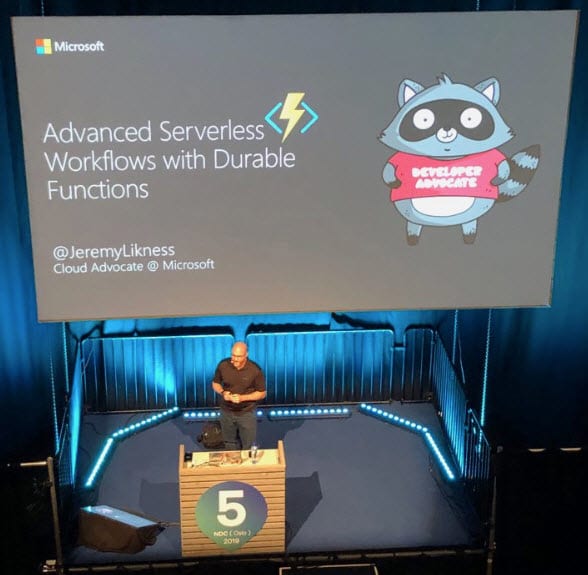 Microsoft
Advanced Serverless
Workflows with Durable
Functions
@JeremyLikness
Cloud Advocate @ Microsoft
DEVELOPER
ADVOCATE
5
NDC { Oslo }
2019